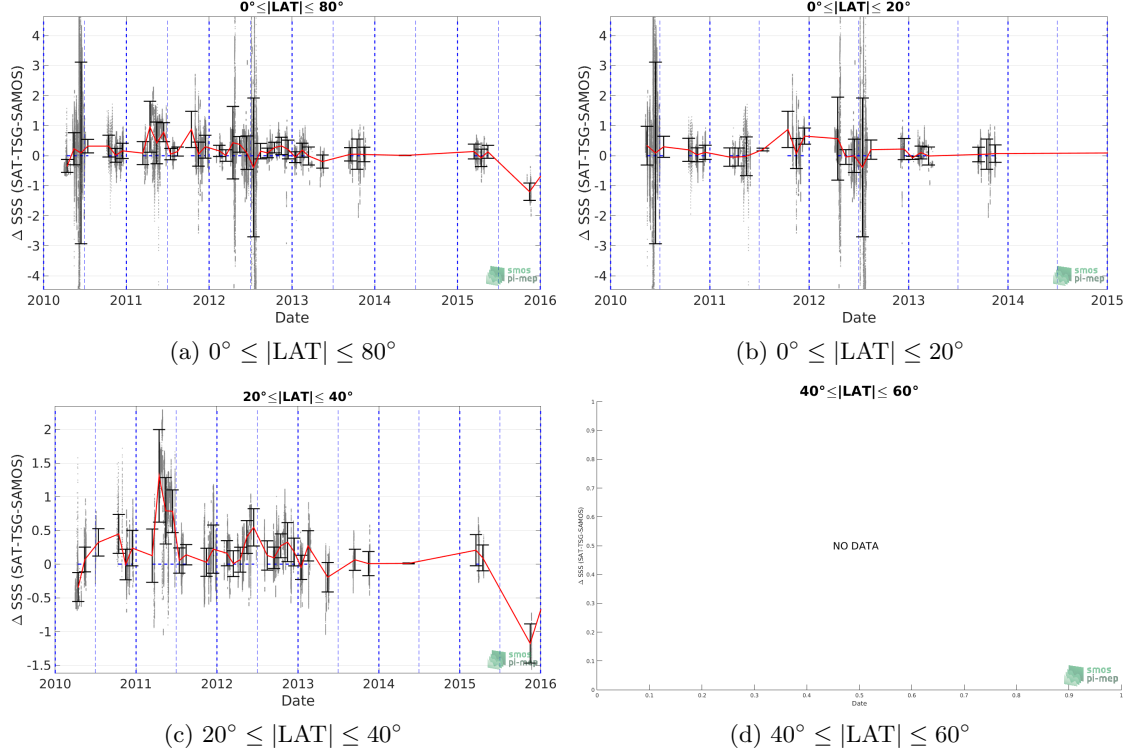 0°≤|LAT|≤ 80°
Δ SSS (SAT-TSG-SAMOS)
4
3
2
1
0
-1
-2
-3
-4
2010
2011
2012
2013
2014
2015
2016
Date
smos
pi-mep
(a) 0° ≤ |LAT| ≤ 80°
0°≤|LAT|≤ 20°
Δ SSS (SAT-TSG-SAMOS)
4
3
2
1
0
-1
-2
-3
-4
2010
2011
2012
2013
2014
2015
Date
smos
pi-mep
(b) 0° ≤ |LAT| ≤ 20°
20°≤|LAT|≤ 40°
Δ SSS (SAT-TSG-SAMOS)
2
1.5
1
0.5
0
-0.5
-1
-1.5
2010
2011
2012
2013
2014
2015
2016
Date
smos
pi-mep
(c) 20° ≤ |LAT| ≤ 40°
40°≤|LAT|≤ 60°
Δ SSS (SAT-TSG-SAMOS)
1
0.9
0.8
0.7
0.6
0.5
0.4
0.3
0.2
0.1
0
NO DATA
0
0.1
0.2
0.3
0.4
0.5
0.6
0.7
0.8
0.9
1
Date
smos
pi-mep
(d) 40° ≤ |LAT| ≤ 60°